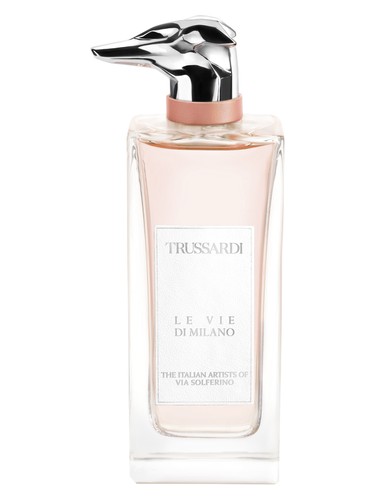 TRUSSARDI
LE VIE
DI MILANO
THE ITALIAN ARTISTS OF
VIA SOLFERINO